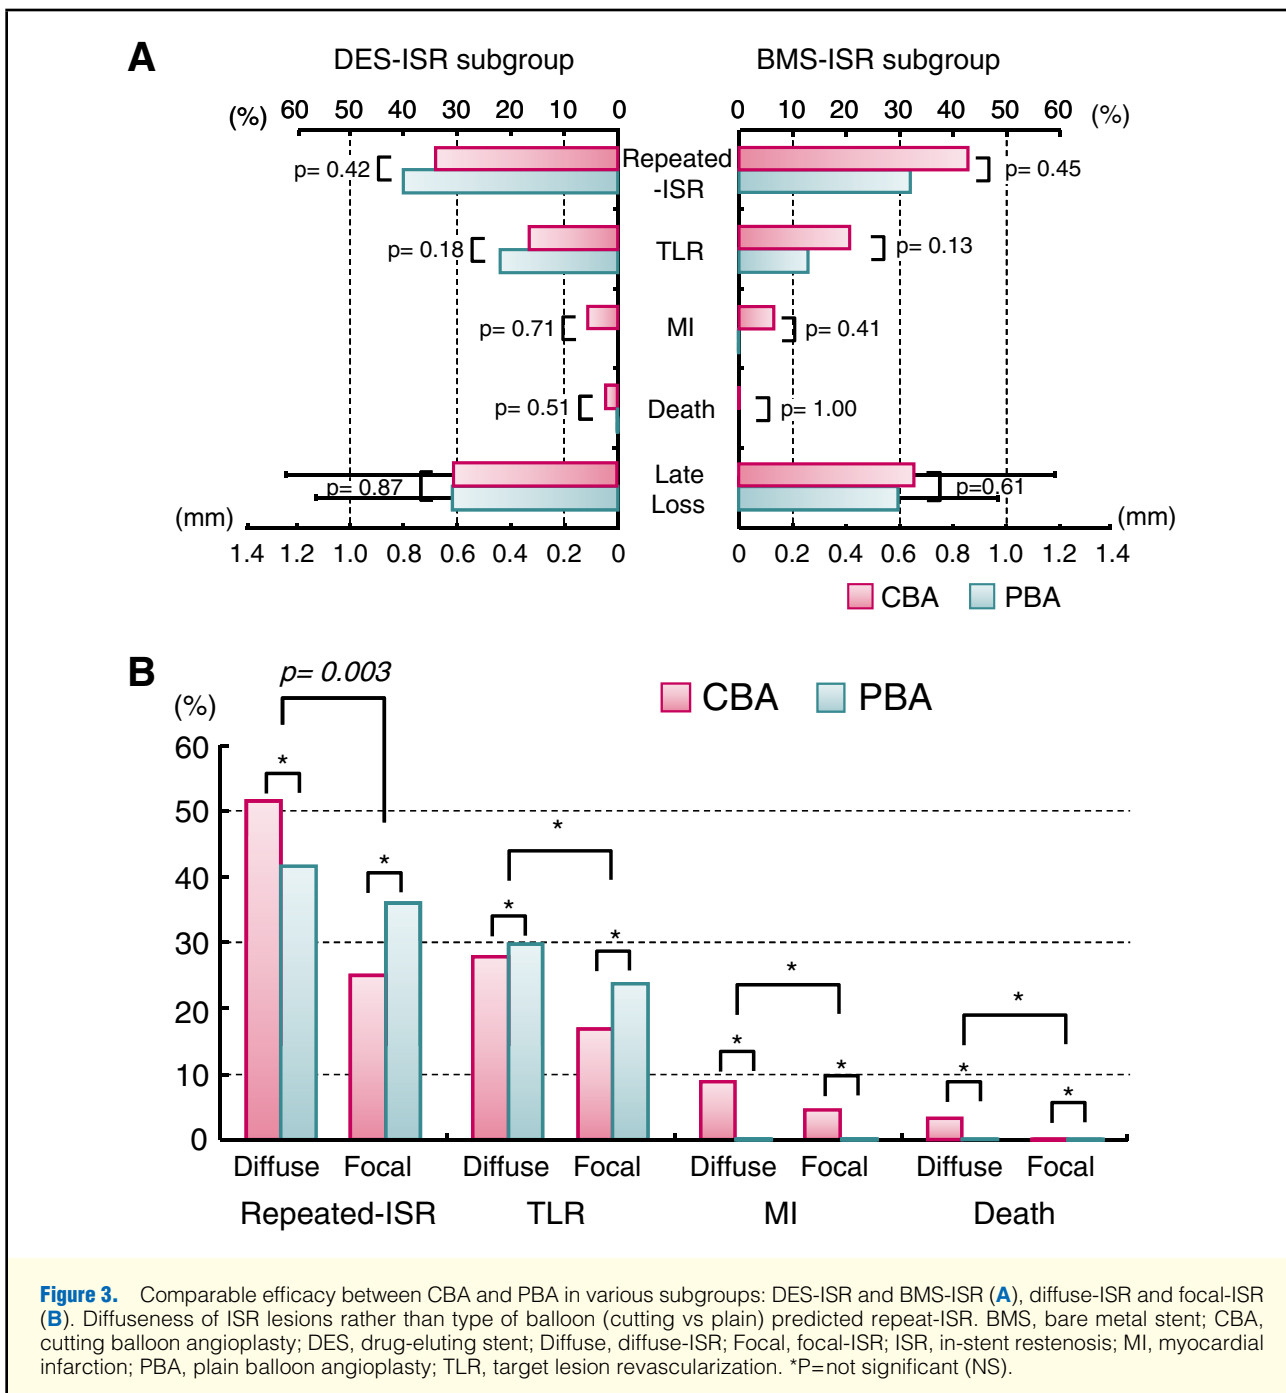 A
DES-ISR subgroup BMS-ISR subgroup
(%) 60 50 40 30 20 10 0 0 10 20 30 40 50 60 (%)
p= 0.42 Repeated p= 0.45
-ISR
p= 0.18 TLR p= 0.13
p= 0.71 MI p= 0.41
p= 0.51 Death p= 1.00
Late
p= 0.87 p=0.61
Loss
(mm) (mm)
1.4 1.2 1.0 0.8 0.6 0.4 0.2 0 0 0.2 0.4 0.6 0.8 1.0 1.2 1.4
CBA PBA
B
p= 0.003
(%) CBA PBA
60
*
50
*
*
40
*
*
30
*
*
20
*
*
*
10
*
*
0
Diffuse Focal Diffuse Focal Diffuse Focal Diffuse Focal
Repeated-ISR TLR MI Death
Figure 3. Comparable efficacy between CBA and PBA in various subgroups: DES-ISR and BMS-ISR (A), diffuse-ISR and focal-ISR
(B). Diffuseness of ISR lesions rather than type of balloon (cutting vs plain) predicted repeat-ISR. BMS, bare metal stent; CBA,
cutting balloon angioplasty; DES, drug-eluting stent; Diffuse, diffuse-ISR; Focal, focal-ISR; ISR, in-stent restenosis; MI, myocardial
infarction; PBA, plain balloon angioplasty; TLR, target lesion revascularization. *P=not significant (NS).